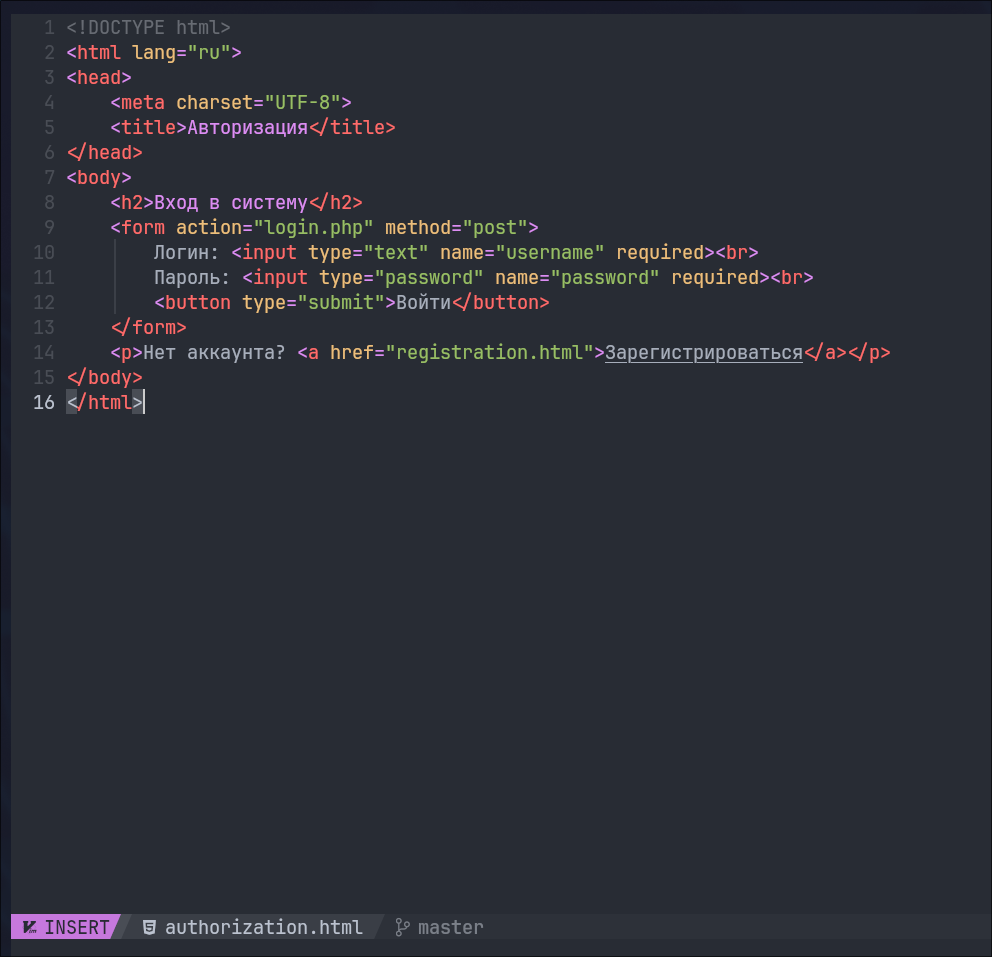 1 <!DOCTYPE html>
2 <html lang="ru">
3 <head>
4     <meta charset="UTF-8">
5     <title>Авторизация</title>
6 </head>
7 <body>
8     <h2>Вход в систему</h2>
9     <form action="login.php" method="post">
10         Логин: <input type="text" name="username" required><br>
11         Пароль: <input type="password" name="password" required><br>
12         <button type="submit">Войти</button>
13     </form>
14     <p>Нет аккаунта? <a href="registration.html">Зарегистрироваться</a></p>
15 </body>
16 </html>
INSERT authorization.html master